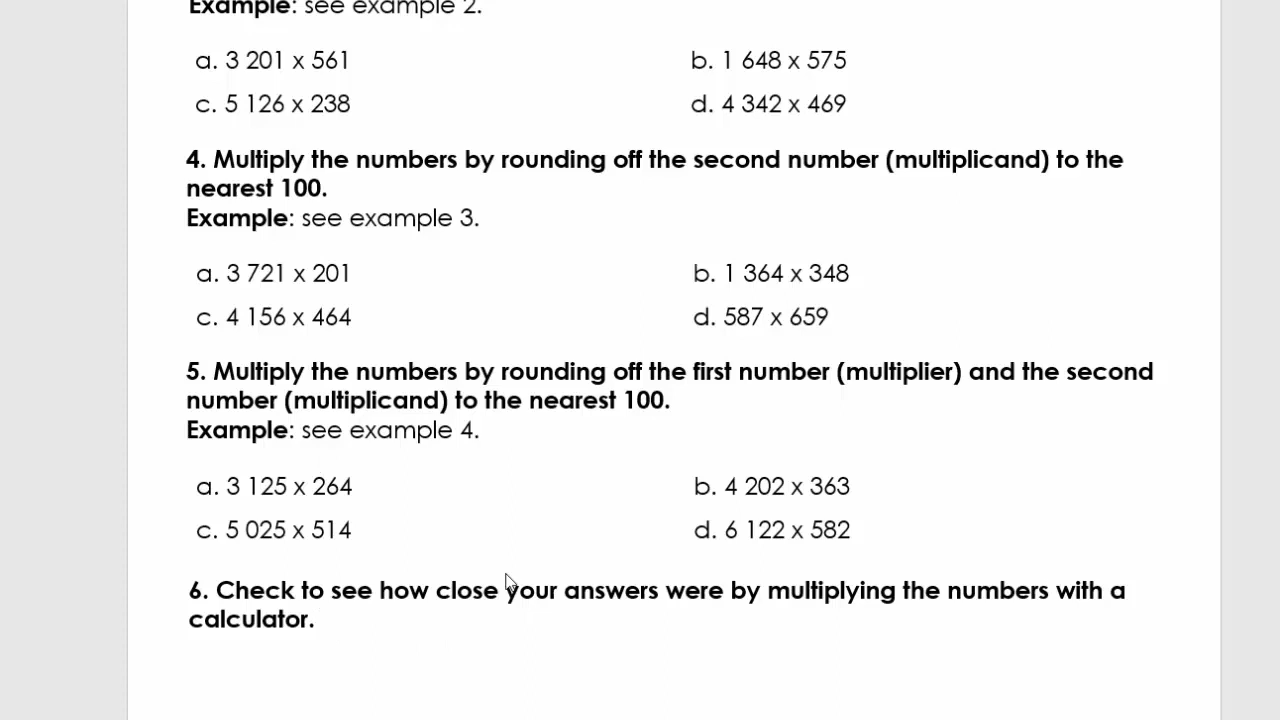 Example: see example 2.
a. 3 201 x 561
b. 1 648 x 575
c. 5 126 x 238
d. 4 342 x 469
4. Multiply the numbers by rounding off the second number (multiplicand) to the
nearest 100.
Example: see example 3.
a. 3 721 x 201
b. 1 364 x 348
c. 4 156 x 464
d. 587 x 659
5. Multiply the numbers by rounding off the first number (multiplier) and the second
number (multiplicand) to the nearest 100.
Example: see example 4.
a. 3 125 x 264
b. 4 202 x 363
c. 5 025 x 514
d. 6 122 x 582
6. Check to see how close your answers were by multiplying the numbers with a
calculator.